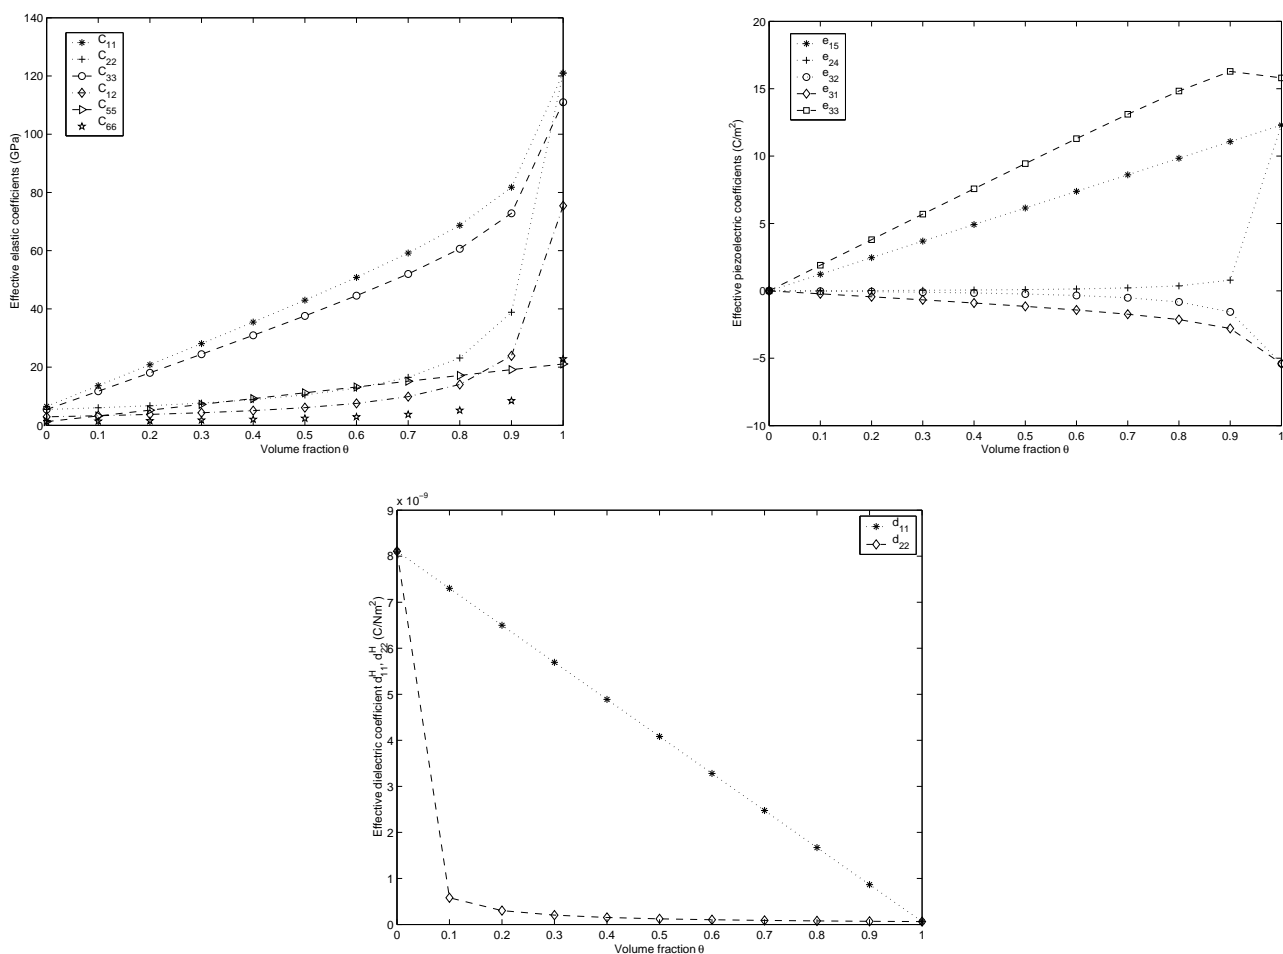 140
120
100
80
60
40
20
0
Effective elastic coefficients (GPa)
C11
C22
C33
C12
C55
C66
0 0.1 0.2 0.3 0.4 0.5 0.6 0.7 0.8 0.9 1
Volume fraction θ
20
15
10
5
0
−5
−10
Effective piezoelectric coefficients (C/m²)
e15
e24
e32
e31
e33
0 0.1 0.2 0.3 0.4 0.5 0.6 0.7 0.8 0.9 1
Volume fraction θ
x 10⁻⁹
9
8
7
6
5
4
3
2
1
0
Effective dielectric coefficient d₁₁ᴴ, d₂₂ᴴ (C/Nm²)
d11
d22
0 0.1 0.2 0.3 0.4 0.5 0.6 0.7 0.8 0.9 1
Volume fraction θ